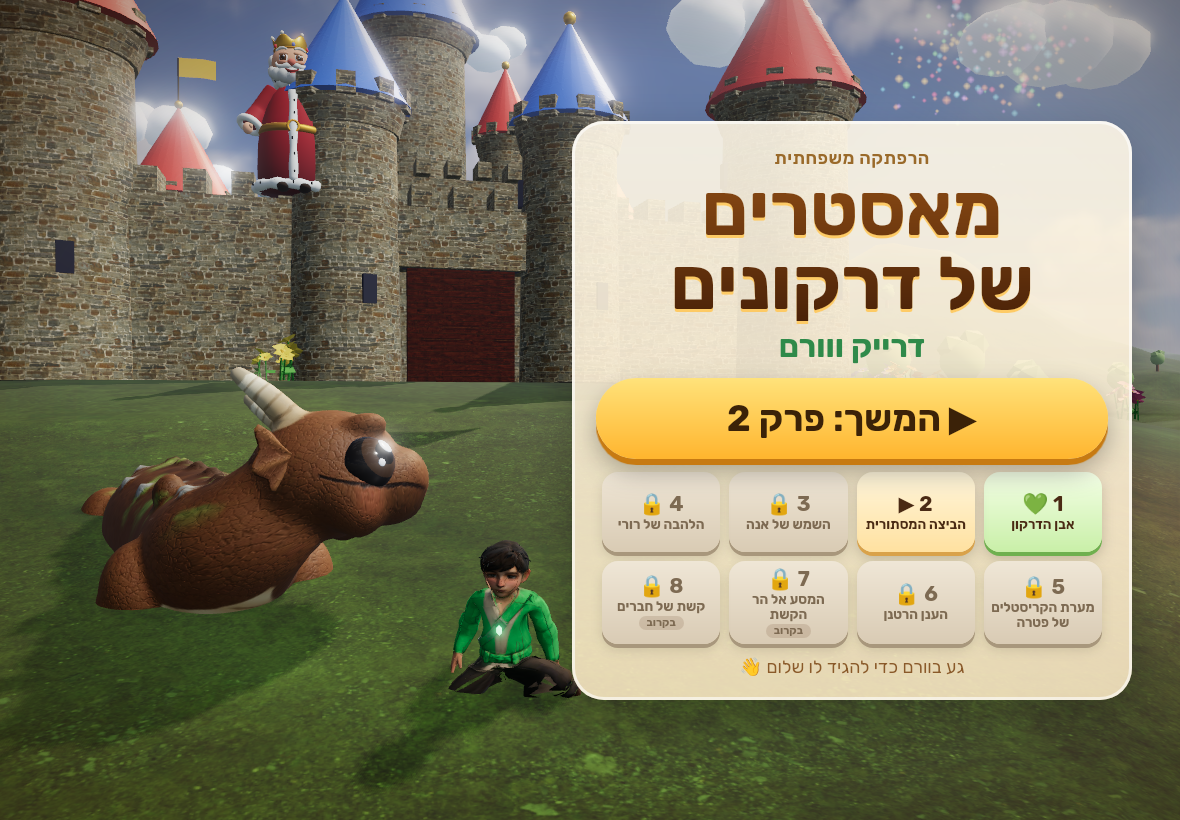 הרפתקה משפחתית
מאסטרים
של דרקונים
דרייק ווורם
▶ המשך: פרק 2
1 💚
אבן הדרקון
2 ▶
הביצה המסתורית
3 🔒
השמש של אנה
4 🔒
הלהבה של רורי
5 🔒
מערת הקריסטלים
של פטרה
6 🔒
הענן הרטנן
7 🔒
המסע אל הר
הקשת
בקרוב
8 🔒
קשת של חברים
בקרוב
גע בוורם כדי להגיד לו שלום 👋